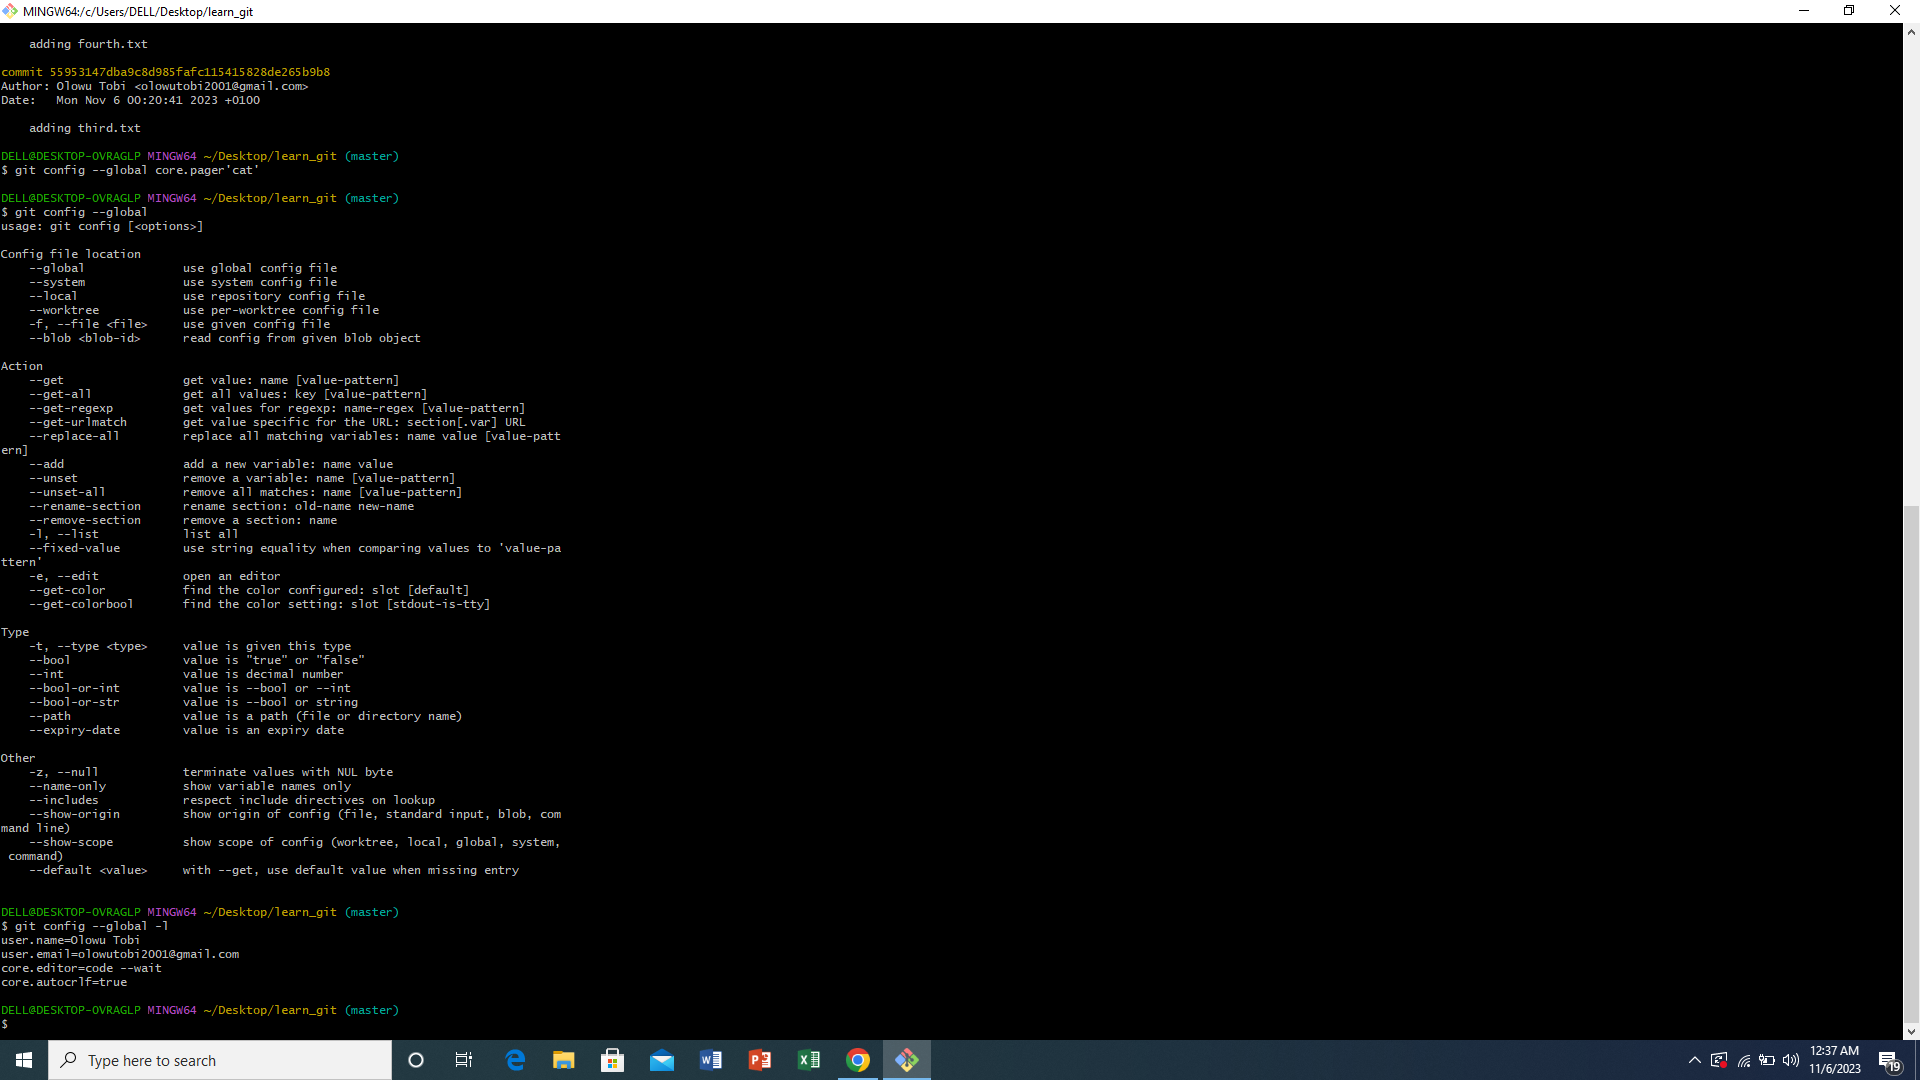 MINGW64:/c/Users/DELL/Desktop/learn_git
    adding fourth.txt
commit 55953147dba9c8d985fafc115415828de265b9b8
Author: Olowu Tobi <olowutobi2001@gmail.com>
Date:   Mon Nov 6 00:20:41 2023 +0100
    adding third.txt
DELL@DESKTOP-OVRAGLP MINGW64 ~/Desktop/learn_git (master)
$ git config --global core.pager'cat'
DELL@DESKTOP-OVRAGLP MINGW64 ~/Desktop/learn_git (master)
$ git config --global
usage: git config [<options>]
Config file location
    --global              use global config file
    --system              use system config file
    --local               use repository config file
    --worktree            use per-worktree config file
    -f, --file <file>     use given config file
    --blob <blob-id>      read config from given blob object
Action
    --get                 get value: name [value-pattern]
    --get-all             get all values: key [value-pattern]
    --get-regexp          get values for regexp: name-regex [value-pattern]
    --get-urlmatch        get value specific for the URL: section[.var] URL
    --replace-all         replace all matching variables: name value [value-patt
ern]
    --add                 add a new variable: name value
    --unset               remove a variable: name [value-pattern]
    --unset-all           remove all matches: name [value-pattern]
    --rename-section      rename section: old-name new-name
    --remove-section      remove a section: name
    -l, --list            list all
    --fixed-value         use string equality when comparing values to 'value-pa
ttern'
    -e, --edit            open an editor
    --get-color           find the color configured: slot [default]
    --get-colorbool       find the color setting: slot [stdout-is-tty]
Type
    -t, --type <type>     value is given this type
    --bool                value is "true" or "false"
    --int                 value is decimal number
    --bool-or-int         value is --bool or --int
    --bool-or-str         value is --bool or string
    --path                value is a path (file or directory name)
    --expiry-date         value is an expiry date
Other
    -z, --null            terminate values with NUL byte
    --name-only           show variable names only
    --includes            respect include directives on lookup
    --show-origin         show origin of config (file, standard input, blob, com
mand line)
    --show-scope          show scope of config (worktree, local, global, system,
 command)
    --default <value>     with --get, use default value when missing entry
DELL@DESKTOP-OVRAGLP MINGW64 ~/Desktop/learn_git (master)
$ git config --global -l
user.name=Olowu Tobi
user.email=olowutobi2001@gmail.com
core.editor=code --wait
core.autocrlf=true
DELL@DESKTOP-OVRAGLP MINGW64 ~/Desktop/learn_git (master)
$
Type here to search
12:37 AM
11/6/2023
19